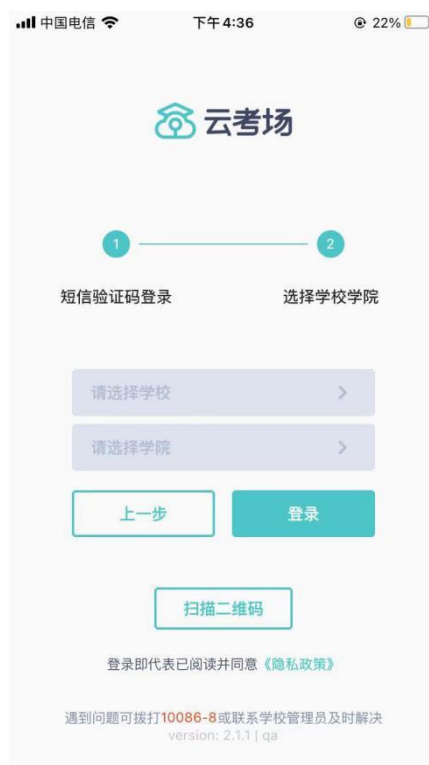 中国电信 下午4:36 22%
云考场
1 2
短信验证码登录 选择学校学院
请选择学校
请选择学院
上一步 登录
扫描二维码
登录即代表已阅读并同意《隐私政策》
遇到问题可拨打10086-8或联系学校管理员及时解决
version: 2.1.1 | qa